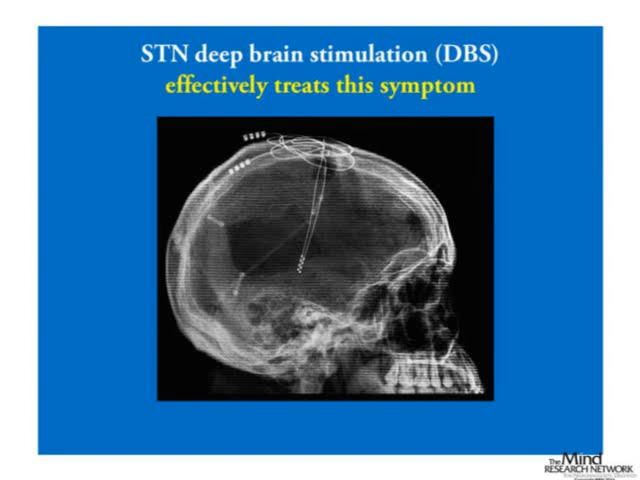 STN deep brain stimulation (DBS)
effectively treats this symptom
The Mind
RESEARCH NETWORK